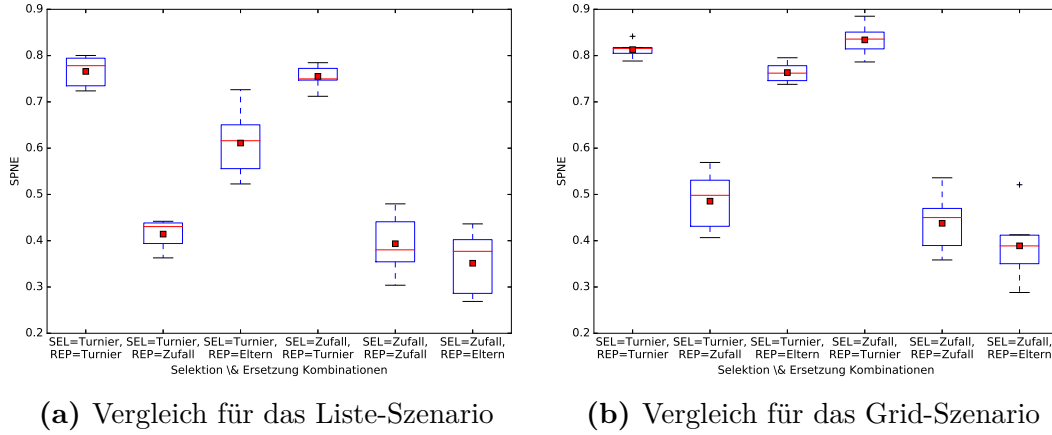 0.9
0.8
0.7
0.6
0.5
0.4
0.3
0.2
SPNE
SEL=Turnier, REP=Turnier
SEL=Turnier, REP=Zufall
SEL=Turnier, REP=Eltern
SEL=Zufall, REP=Turnier
SEL=Zufall, REP=Zufall
SEL=Zufall, REP=Eltern
Selektion \& Ersetzung Kombinationen
(a) Vergleich für das Liste-Szenario
0.9
0.8
0.7
0.6
0.5
0.4
0.3
0.2
SPNE
SEL=Turnier, REP=Turnier
SEL=Turnier, REP=Zufall
SEL=Turnier, REP=Eltern
SEL=Zufall, REP=Turnier
SEL=Zufall, REP=Zufall
SEL=Zufall, REP=Eltern
Selektion \& Ersetzung Kombinationen
(b) Vergleich für das Grid-Szenario